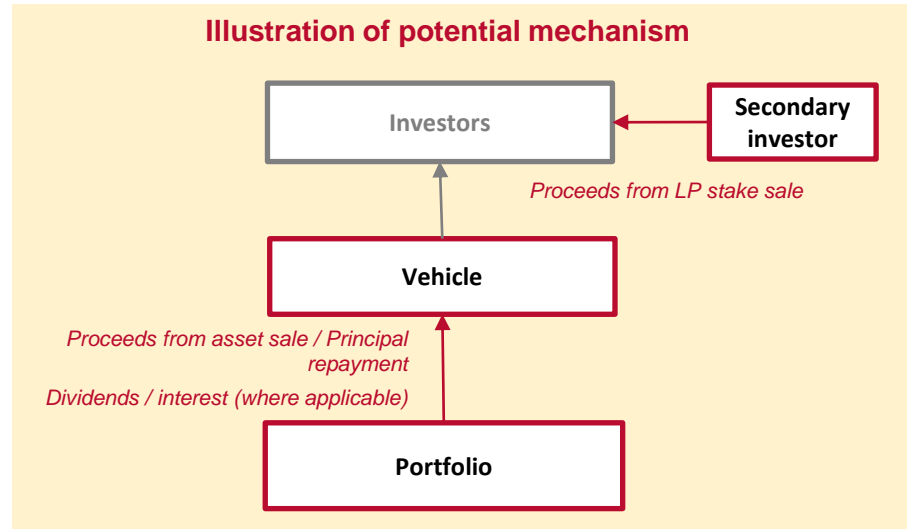 Illustration of potential mechanism
Investors
Secondary
investor
Proceeds from LP stake sale
Vehicle
Proceeds from asset sale / Principal
repayment
Dividends / interest (where applicable)
Portfolio